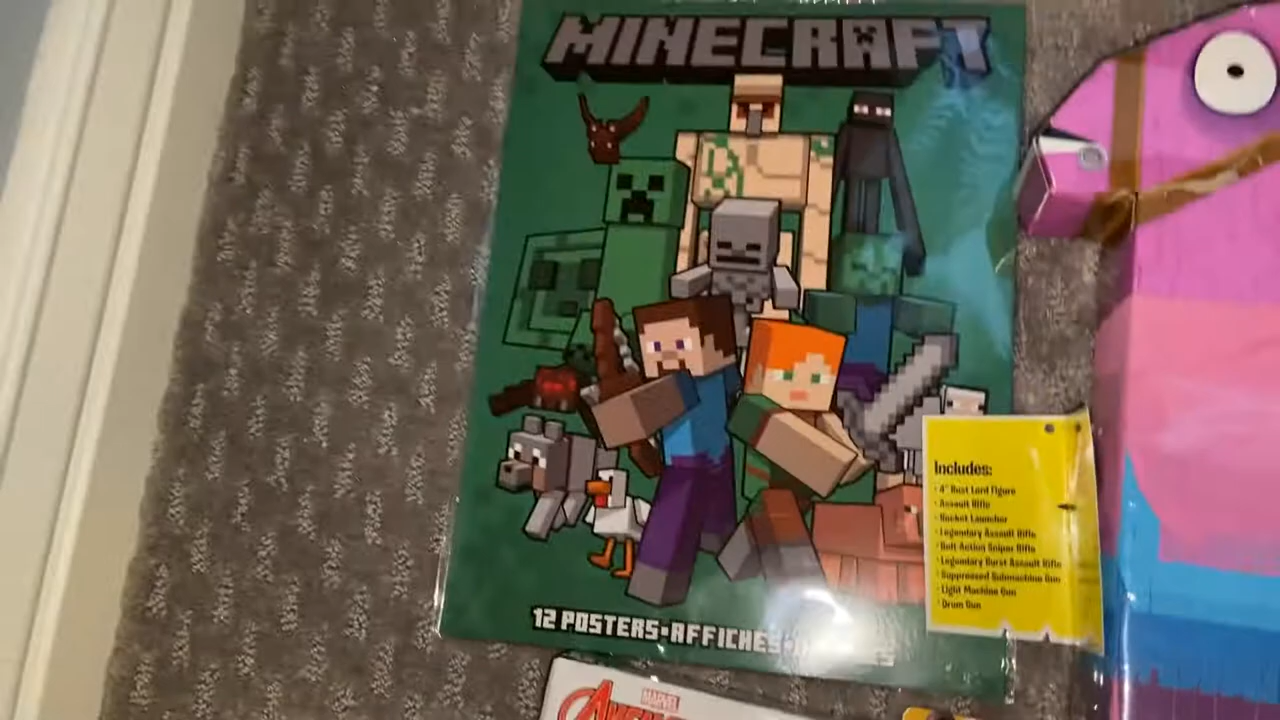 MINECRAFT
Includes:
· 4" Rust Lord Figure
· Assault Rifle
· Rocket Launcher
· Legendary Assault Rifle
· Bolt Action Sniper Rifle
· Legendary Burst Assault Rifle
· Suppressed Submachine Gun
· Light Machine Gun
· Drum Gun
12 POSTERS•AFFICHES•
MARVEL